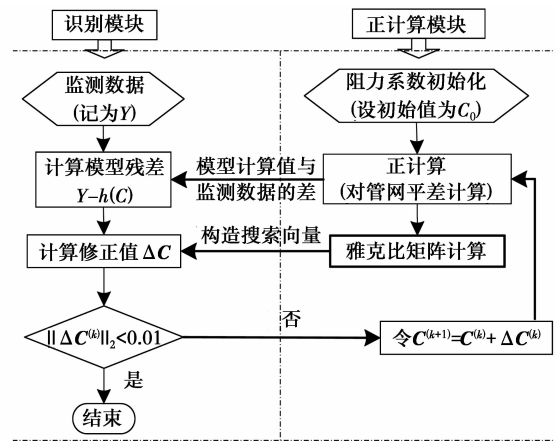 识别模块
正计算模块
监测数据
(记为Y)
阻力系数初始化
(设初始值为C₀)
计算模型残差
Y−h(C)
模型计算值与
监测数据的差
正计算
(对管网平差计算)
计算修正值 ΔC
构造搜索向量
雅克比矩阵计算
||ΔC⁽ᵏ⁾||₂<0.01
否
令C⁽ᵏ⁺¹⁾=C⁽ᵏ⁾+ΔC⁽ᵏ⁾
是
结束